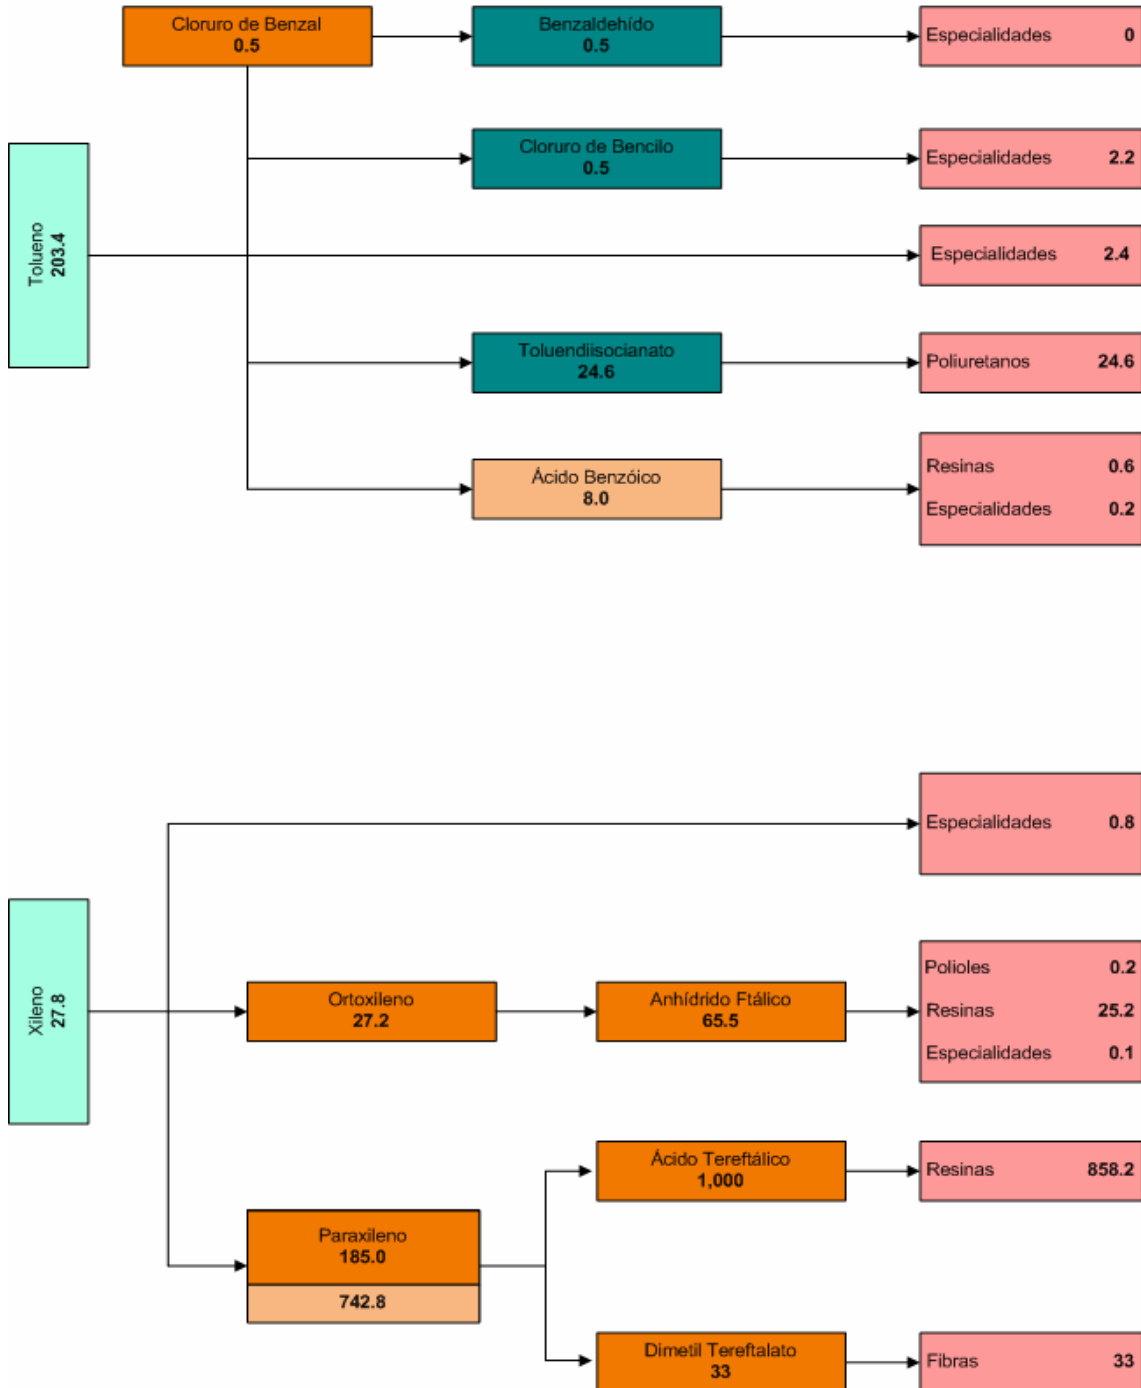 Cloruro de Benzal
0.5
Benzaldehído
0.5
Especialidades 0
Cloruro de Bencilo
0.5
Especialidades 2.2
Tolueno
203.4
Especialidades 2.4
Toluendiisocianato
24.6
Poliuretanos 24.6
Ácido Benzóico
8.0
Resinas 0.6
Especialidades 0.2
Especialidades 0.8
Xileno
27.8
Ortoxileno
27.2
Anhídrido Ftálico
65.5
Polioles 0.2
Resinas 25.2
Especialidades 0.1
Paraxileno
185.0
742.8
Ácido Tereftálico
1,000
Resinas 858.2
Dimetil Tereftalato
33
Fibras 33